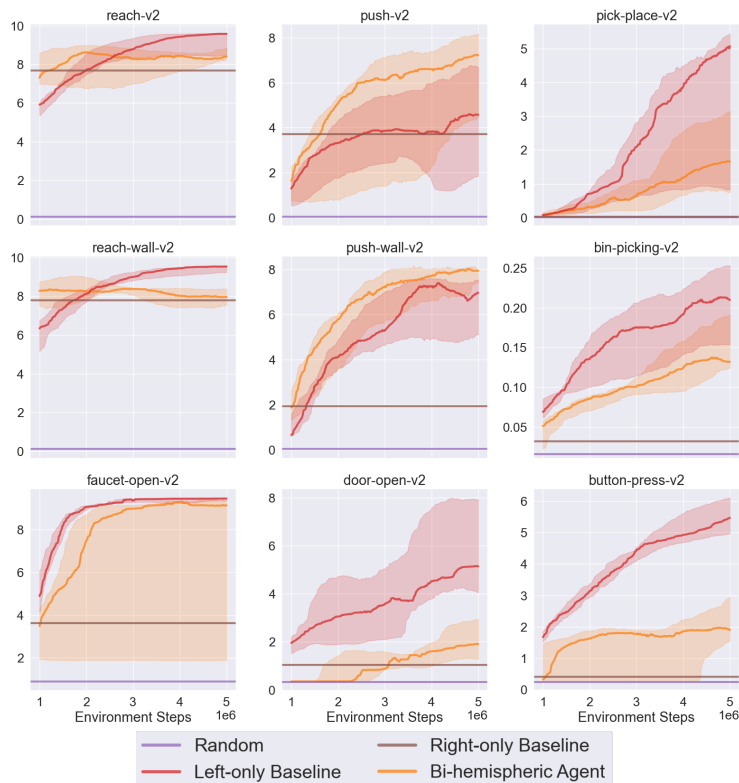 reach-v2 push-v2 pick-place-v2
10 8 5
8 6 4
6 4 3
4 2 2
2 0 1
0 0
reach-wall-v2 push-wall-v2 bin-picking-v2
10 8 0.25
8 6 0.20
6 4 0.15
4 2 0.10
2 0 0.05
0
faucet-open-v2 door-open-v2 button-press-v2
8 8 6
6 6 5
4 4 4
2 2 3
0 2
1
0
1 2 3 4 5 1 2 3 4 5 1 2 3 4 5
Environment Steps 1e6 Environment Steps 1e6 Environment Steps 1e6
Random Right-only Baseline
Left-only Baseline Bi-hemispheric Agent